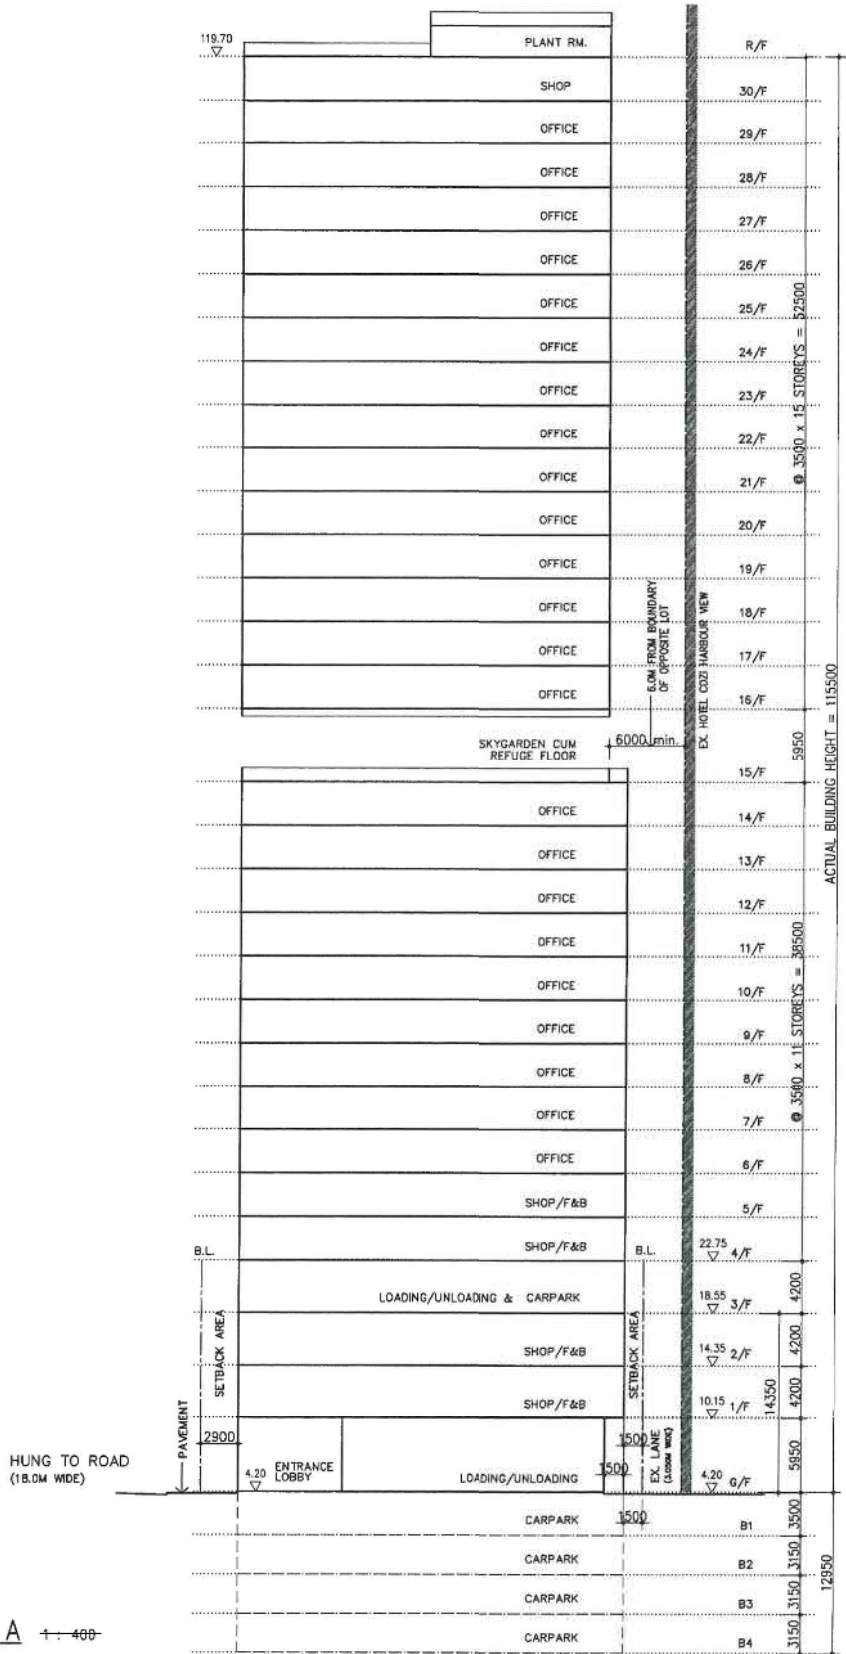 119.70
PLANT RM.
R/F
SHOP
30/F
OFFICE
29/F
OFFICE
28/F
OFFICE
27/F
OFFICE
26/F
OFFICE
25/F
OFFICE
24/F
OFFICE
23/F
OFFICE
22/F
OFFICE
21/F
OFFICE
20/F
OFFICE
19/F
OFFICE
18/F
OFFICE
17/F
OFFICE
16/F
@ 3500 x 15 STOREYS = 52500
6.0M FROM BOUNDARY
OF OPPOSITE LOT
EX. HOTEL COZI HARBOUR VIEW
ACTUAL BUILDING HEIGHT = 115500
SKYGARDEN CUM
REFUGE FLOOR
6000 min.
5950
15/F
OFFICE
14/F
OFFICE
13/F
OFFICE
12/F
OFFICE
11/F
OFFICE
10/F
OFFICE
9/F
OFFICE
8/F
OFFICE
7/F
OFFICE
6/F
SHOP/F&B
5/F
@ 3500 x 11 STOREYS = 38500
B.L.
SHOP/F&B
B.L.
22.75 4/F
LOADING/UNLOADING & CARPARK
18.55 3/F
4200
SETBACK AREA
SHOP/F&B
SETBACK AREA
14.35 2/F
4200
SHOP/F&B
10.15 1/F
14350
4200
PAVEMENT
2900
1500
EX. LANE
(3.050M WIDE)
5950
HUNG TO ROAD
(18.0M WIDE)
4.20
ENTRANCE
LOBBY
LOADING/UNLOADING
1500
4.20 G/F
CARPARK
1500
B1
3500
CARPARK
B2
3150
12950
CARPARK
B3
3150
A 1 : 400
CARPARK
B4
3150